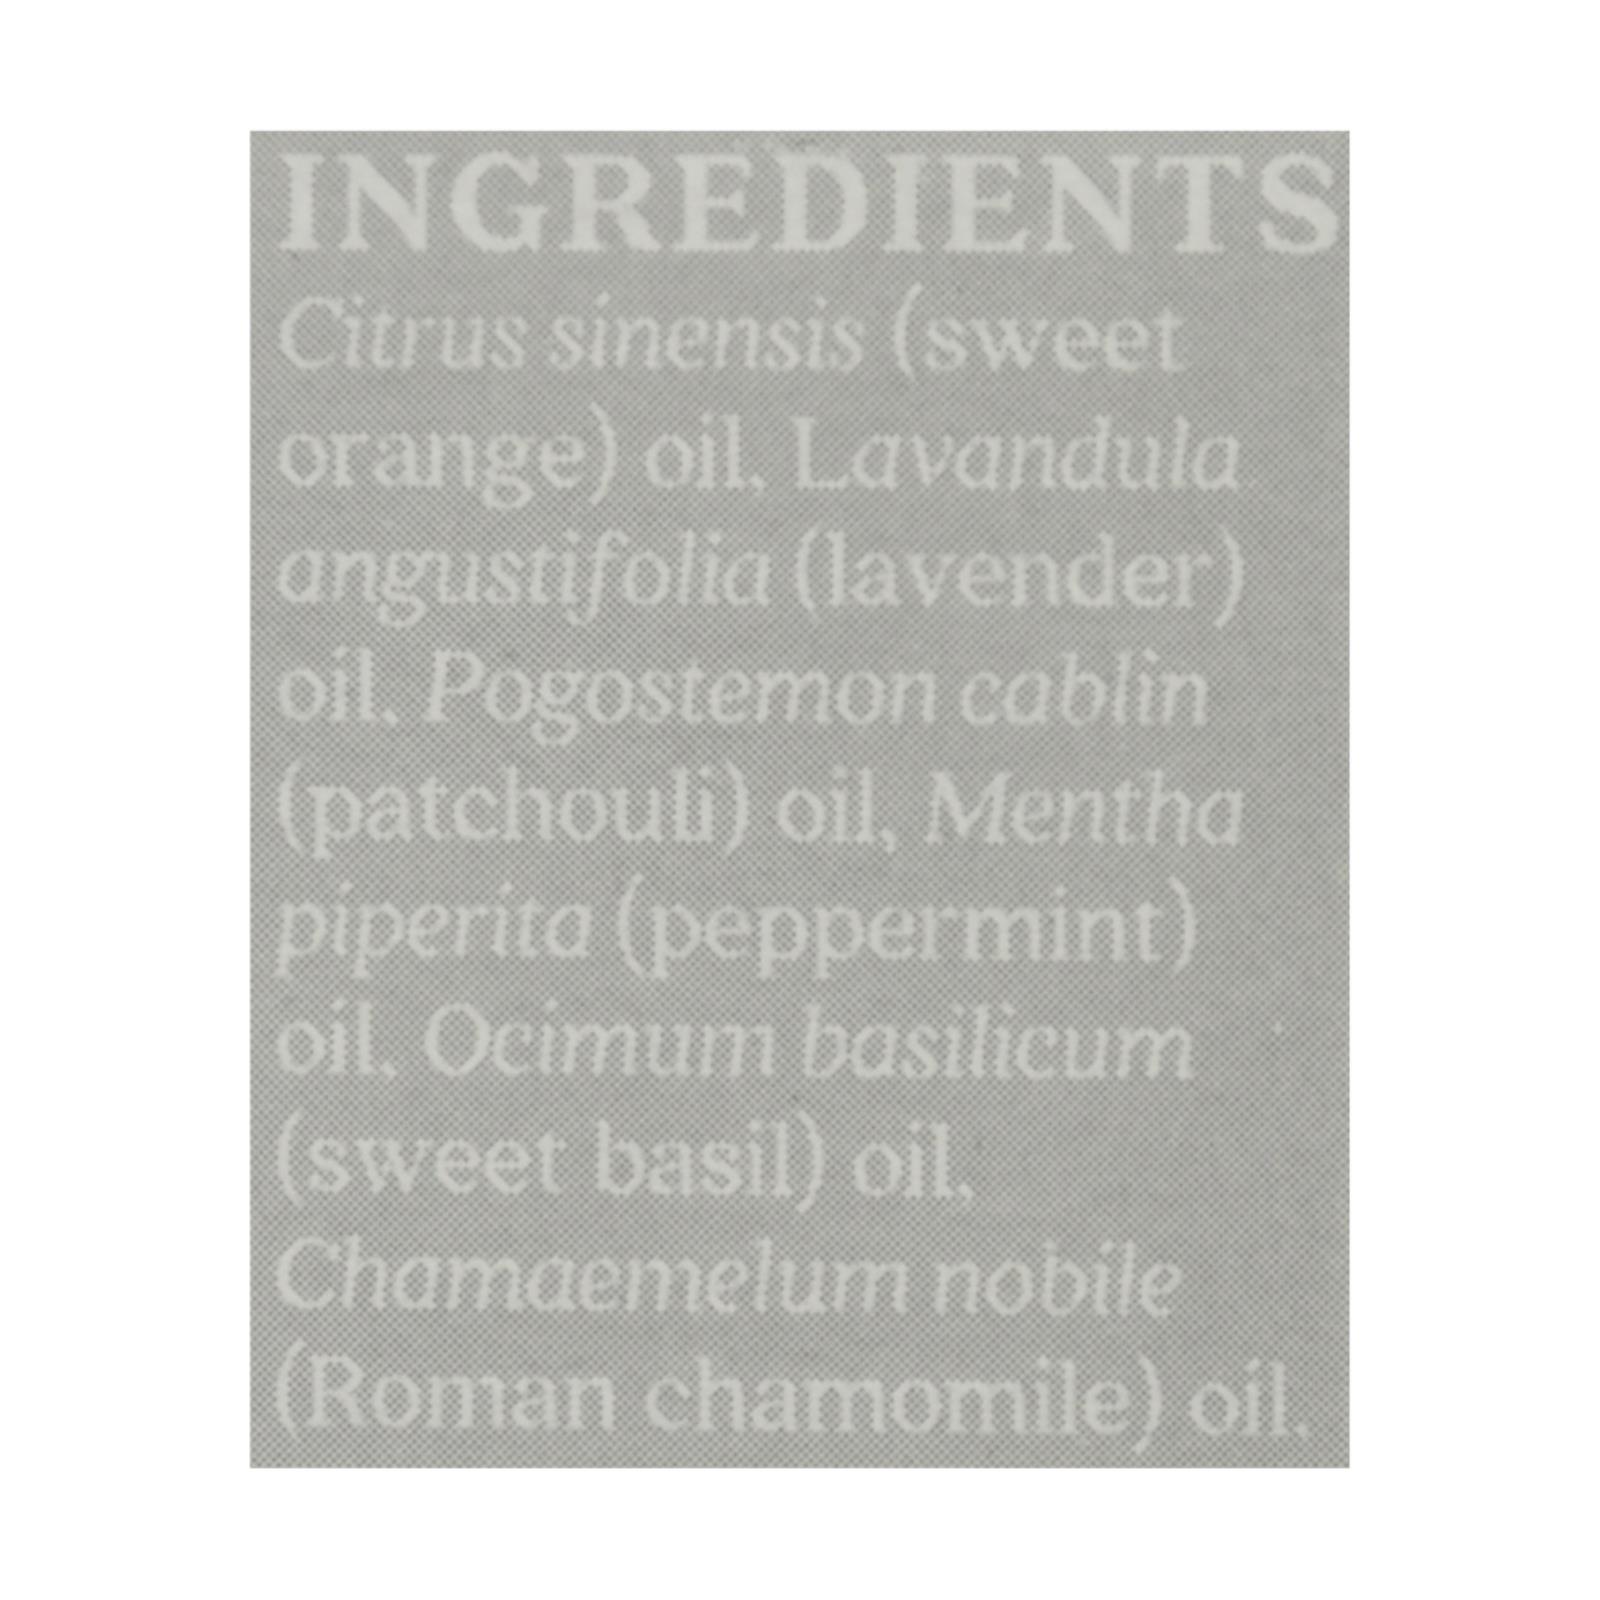 INGREDIENTS
Citrus sinensis (sweet
orange) oil, Lavandula
angustifolia (lavender)
oil, Pogostemon cablin
(patchouli) oil, Mentha
piperita (peppermint)
oil, Ocimum basilicum
(sweet basil) oil,
Chamaemelum nobile
(Roman chamomile) oil.